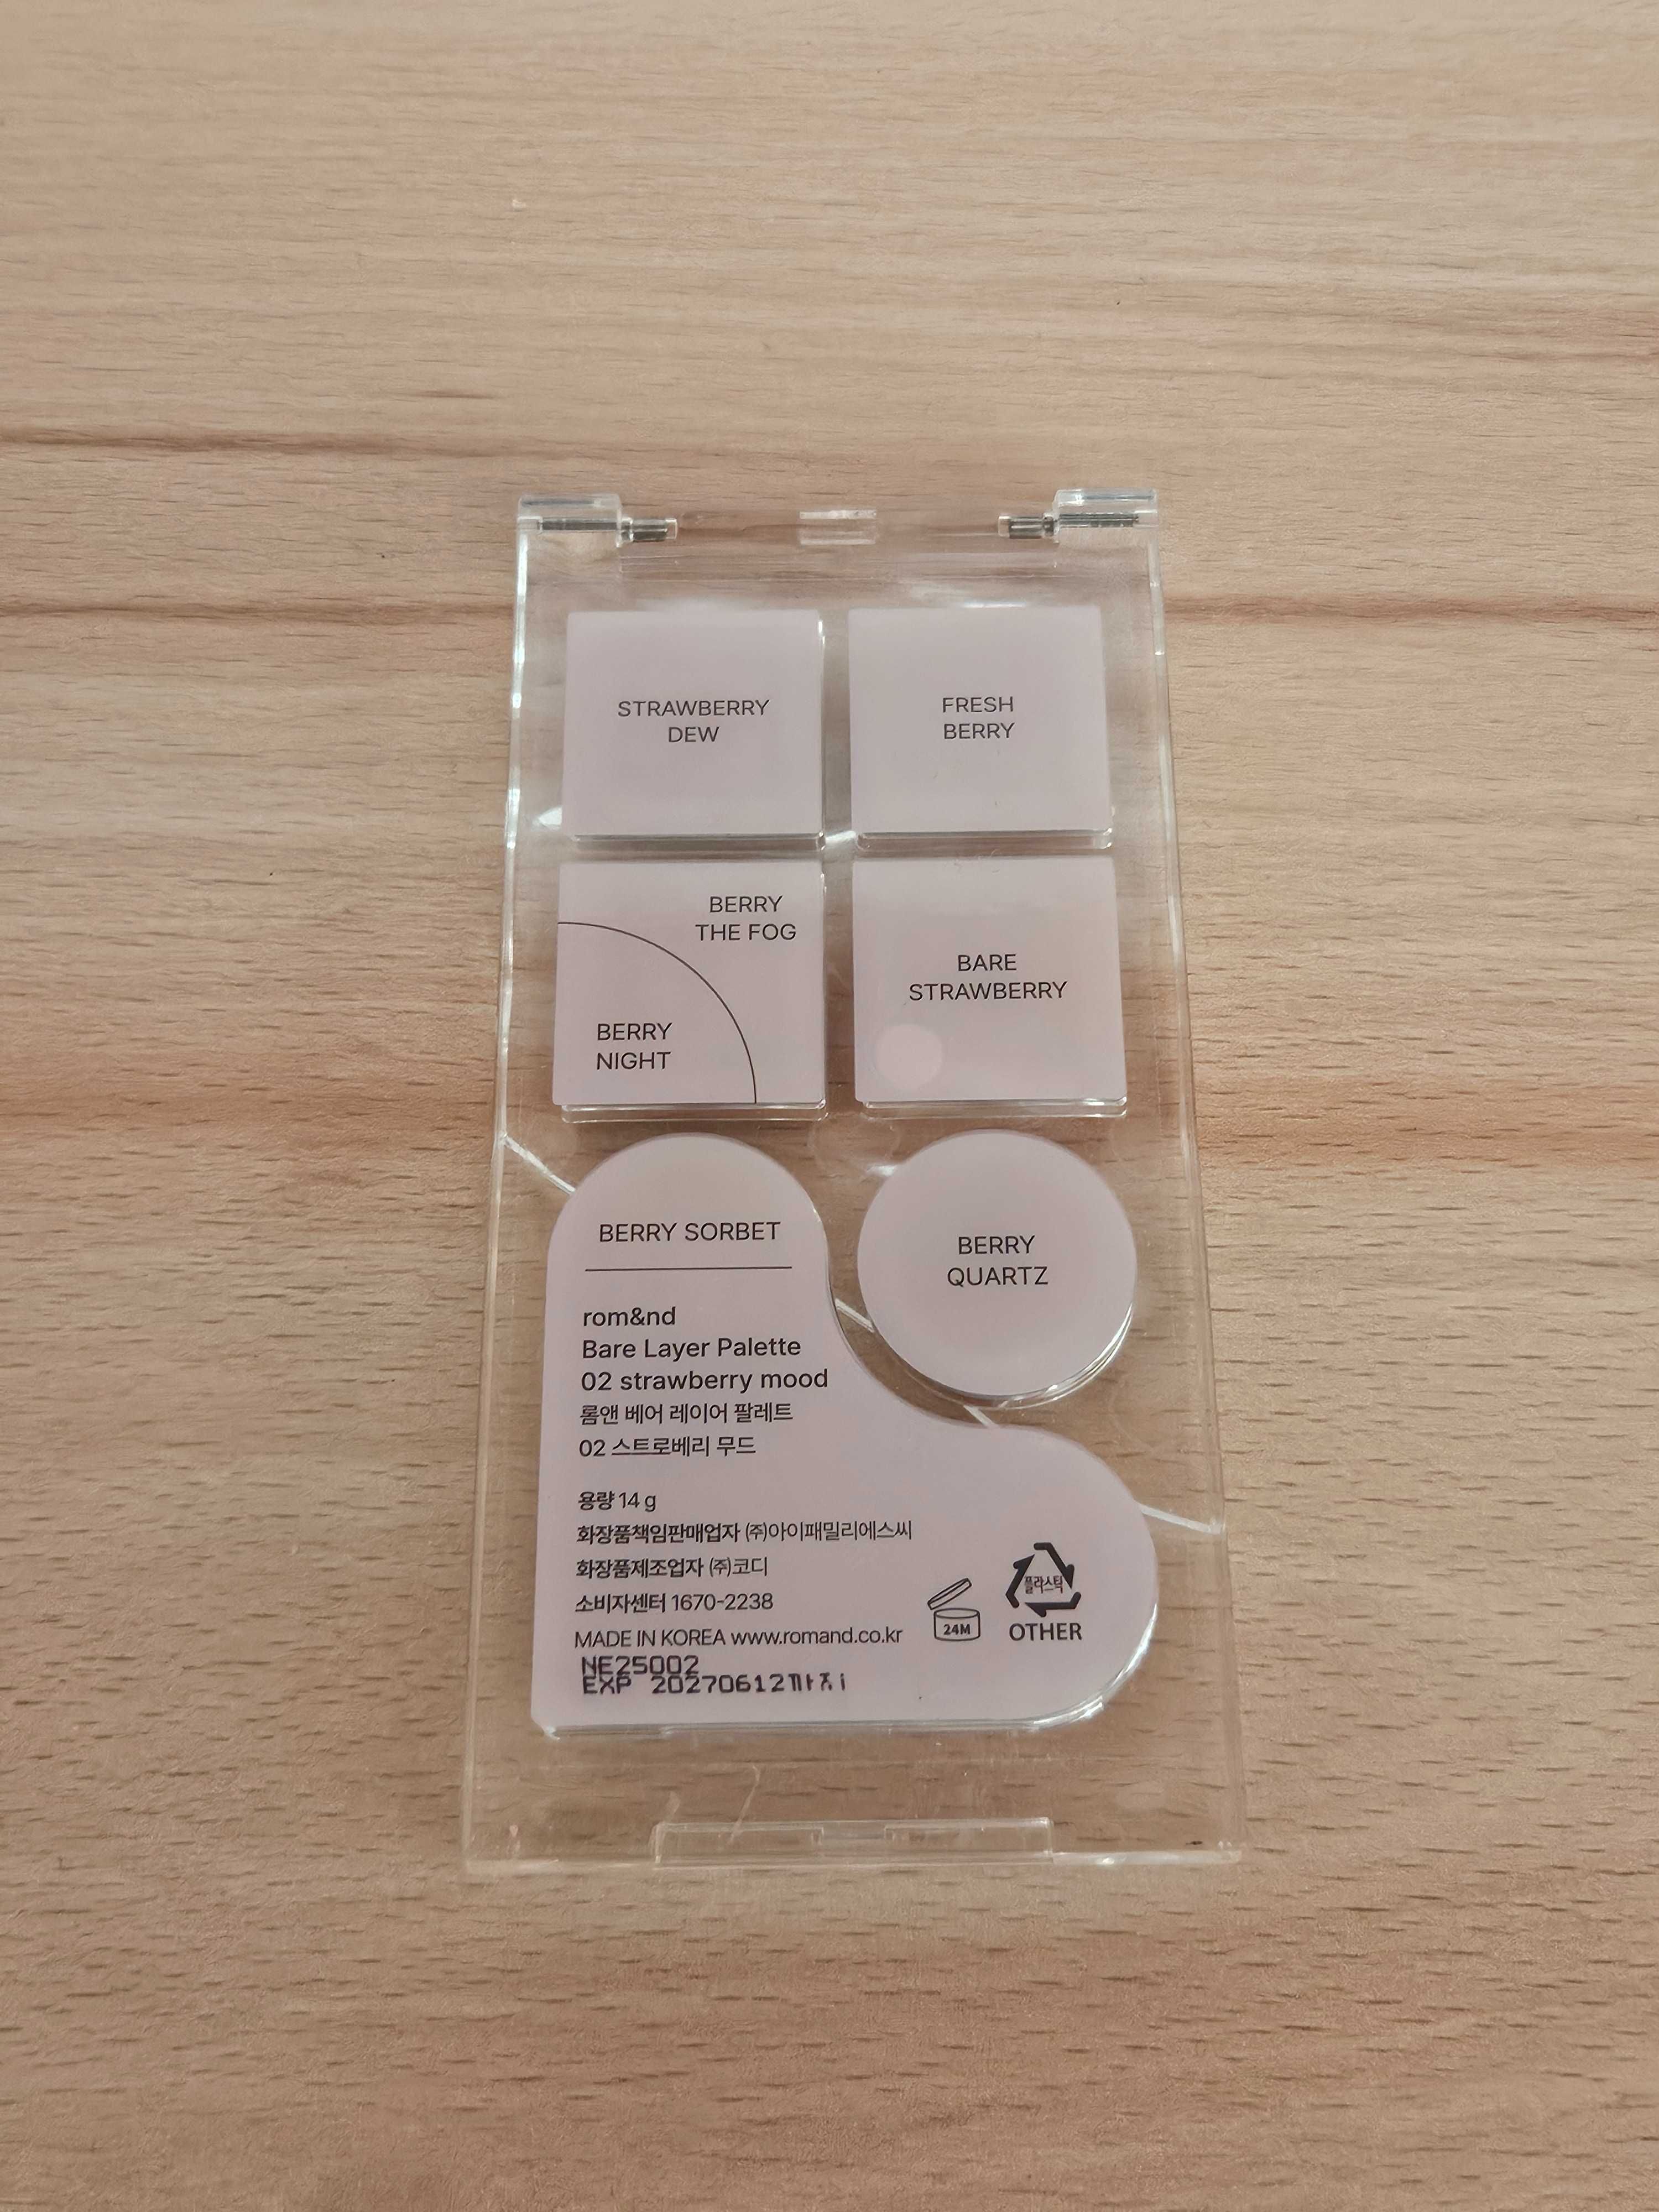 STRAWBERRY
DEW
FRESH
BERRY
BERRY
THE FOG
BERRY
NIGHT
BARE
STRAWBERRY
BERRY SORBET
BERRY
QUARTZ
rom&nd
Bare Layer Palette
02 strawberry mood
롬앤 베어 레이어 팔레트
02 스트로베리 무드
용량 14 g
화장품책임판매업자 ㈜아이패밀리에스씨
화장품제조업자 ㈜코디
소비자센터 1670-2238
MADE IN KOREA www.romand.co.kr
24M
플라스틱
OTHER
NE25002
EXP 20270612까지